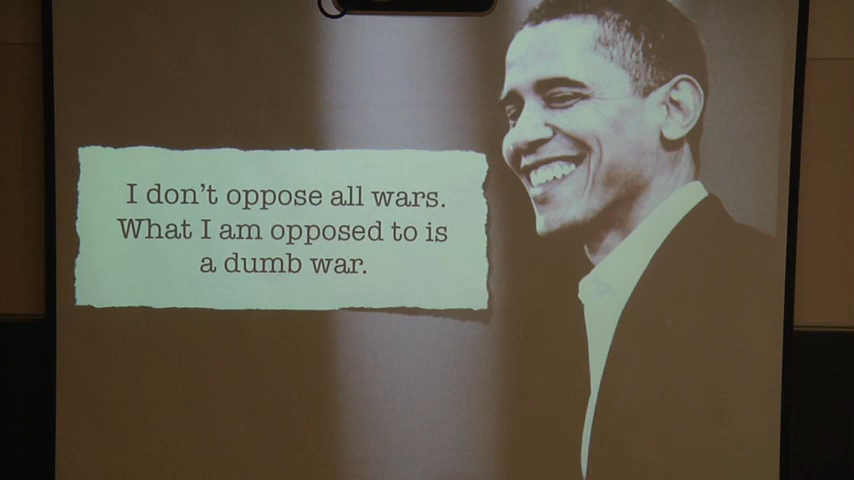 I don't oppose all wars.
What I am opposed to is
a dumb war.